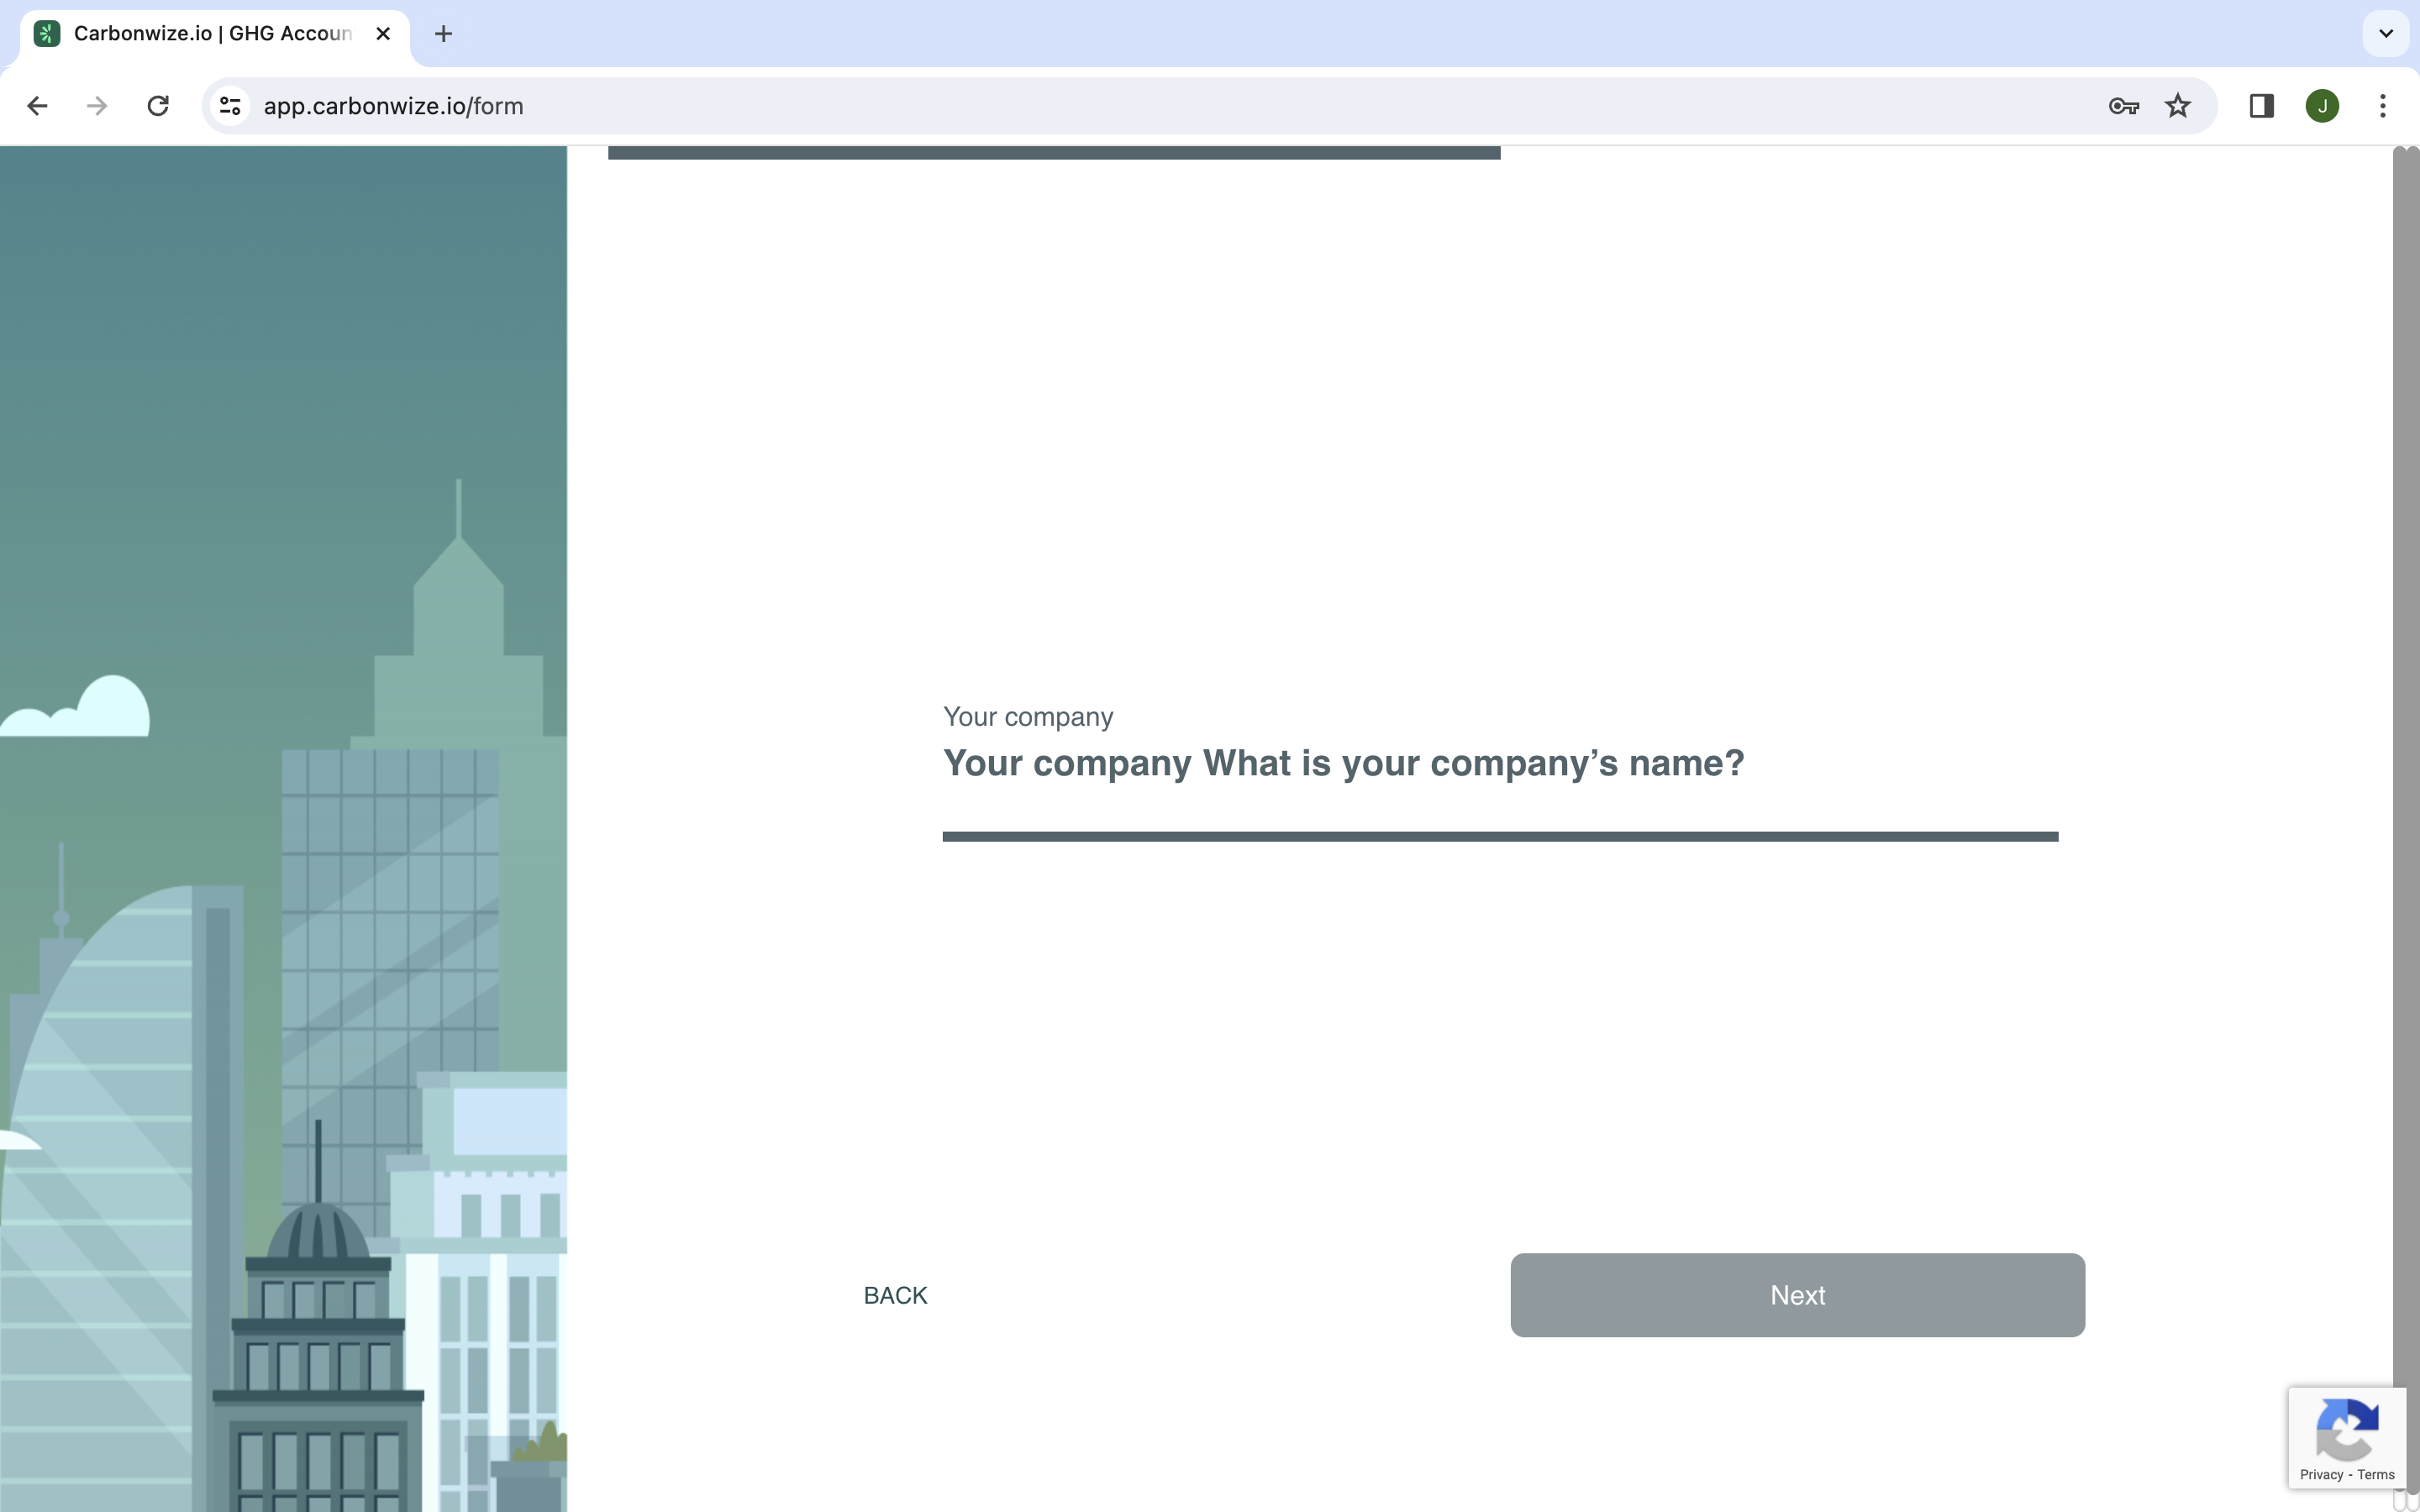 Carbonwize.io | GHG Accoun
app.carbonwize.io/form
J
Your company
Your company What is your company’s name?
BACK
Next
Privacy - Terms